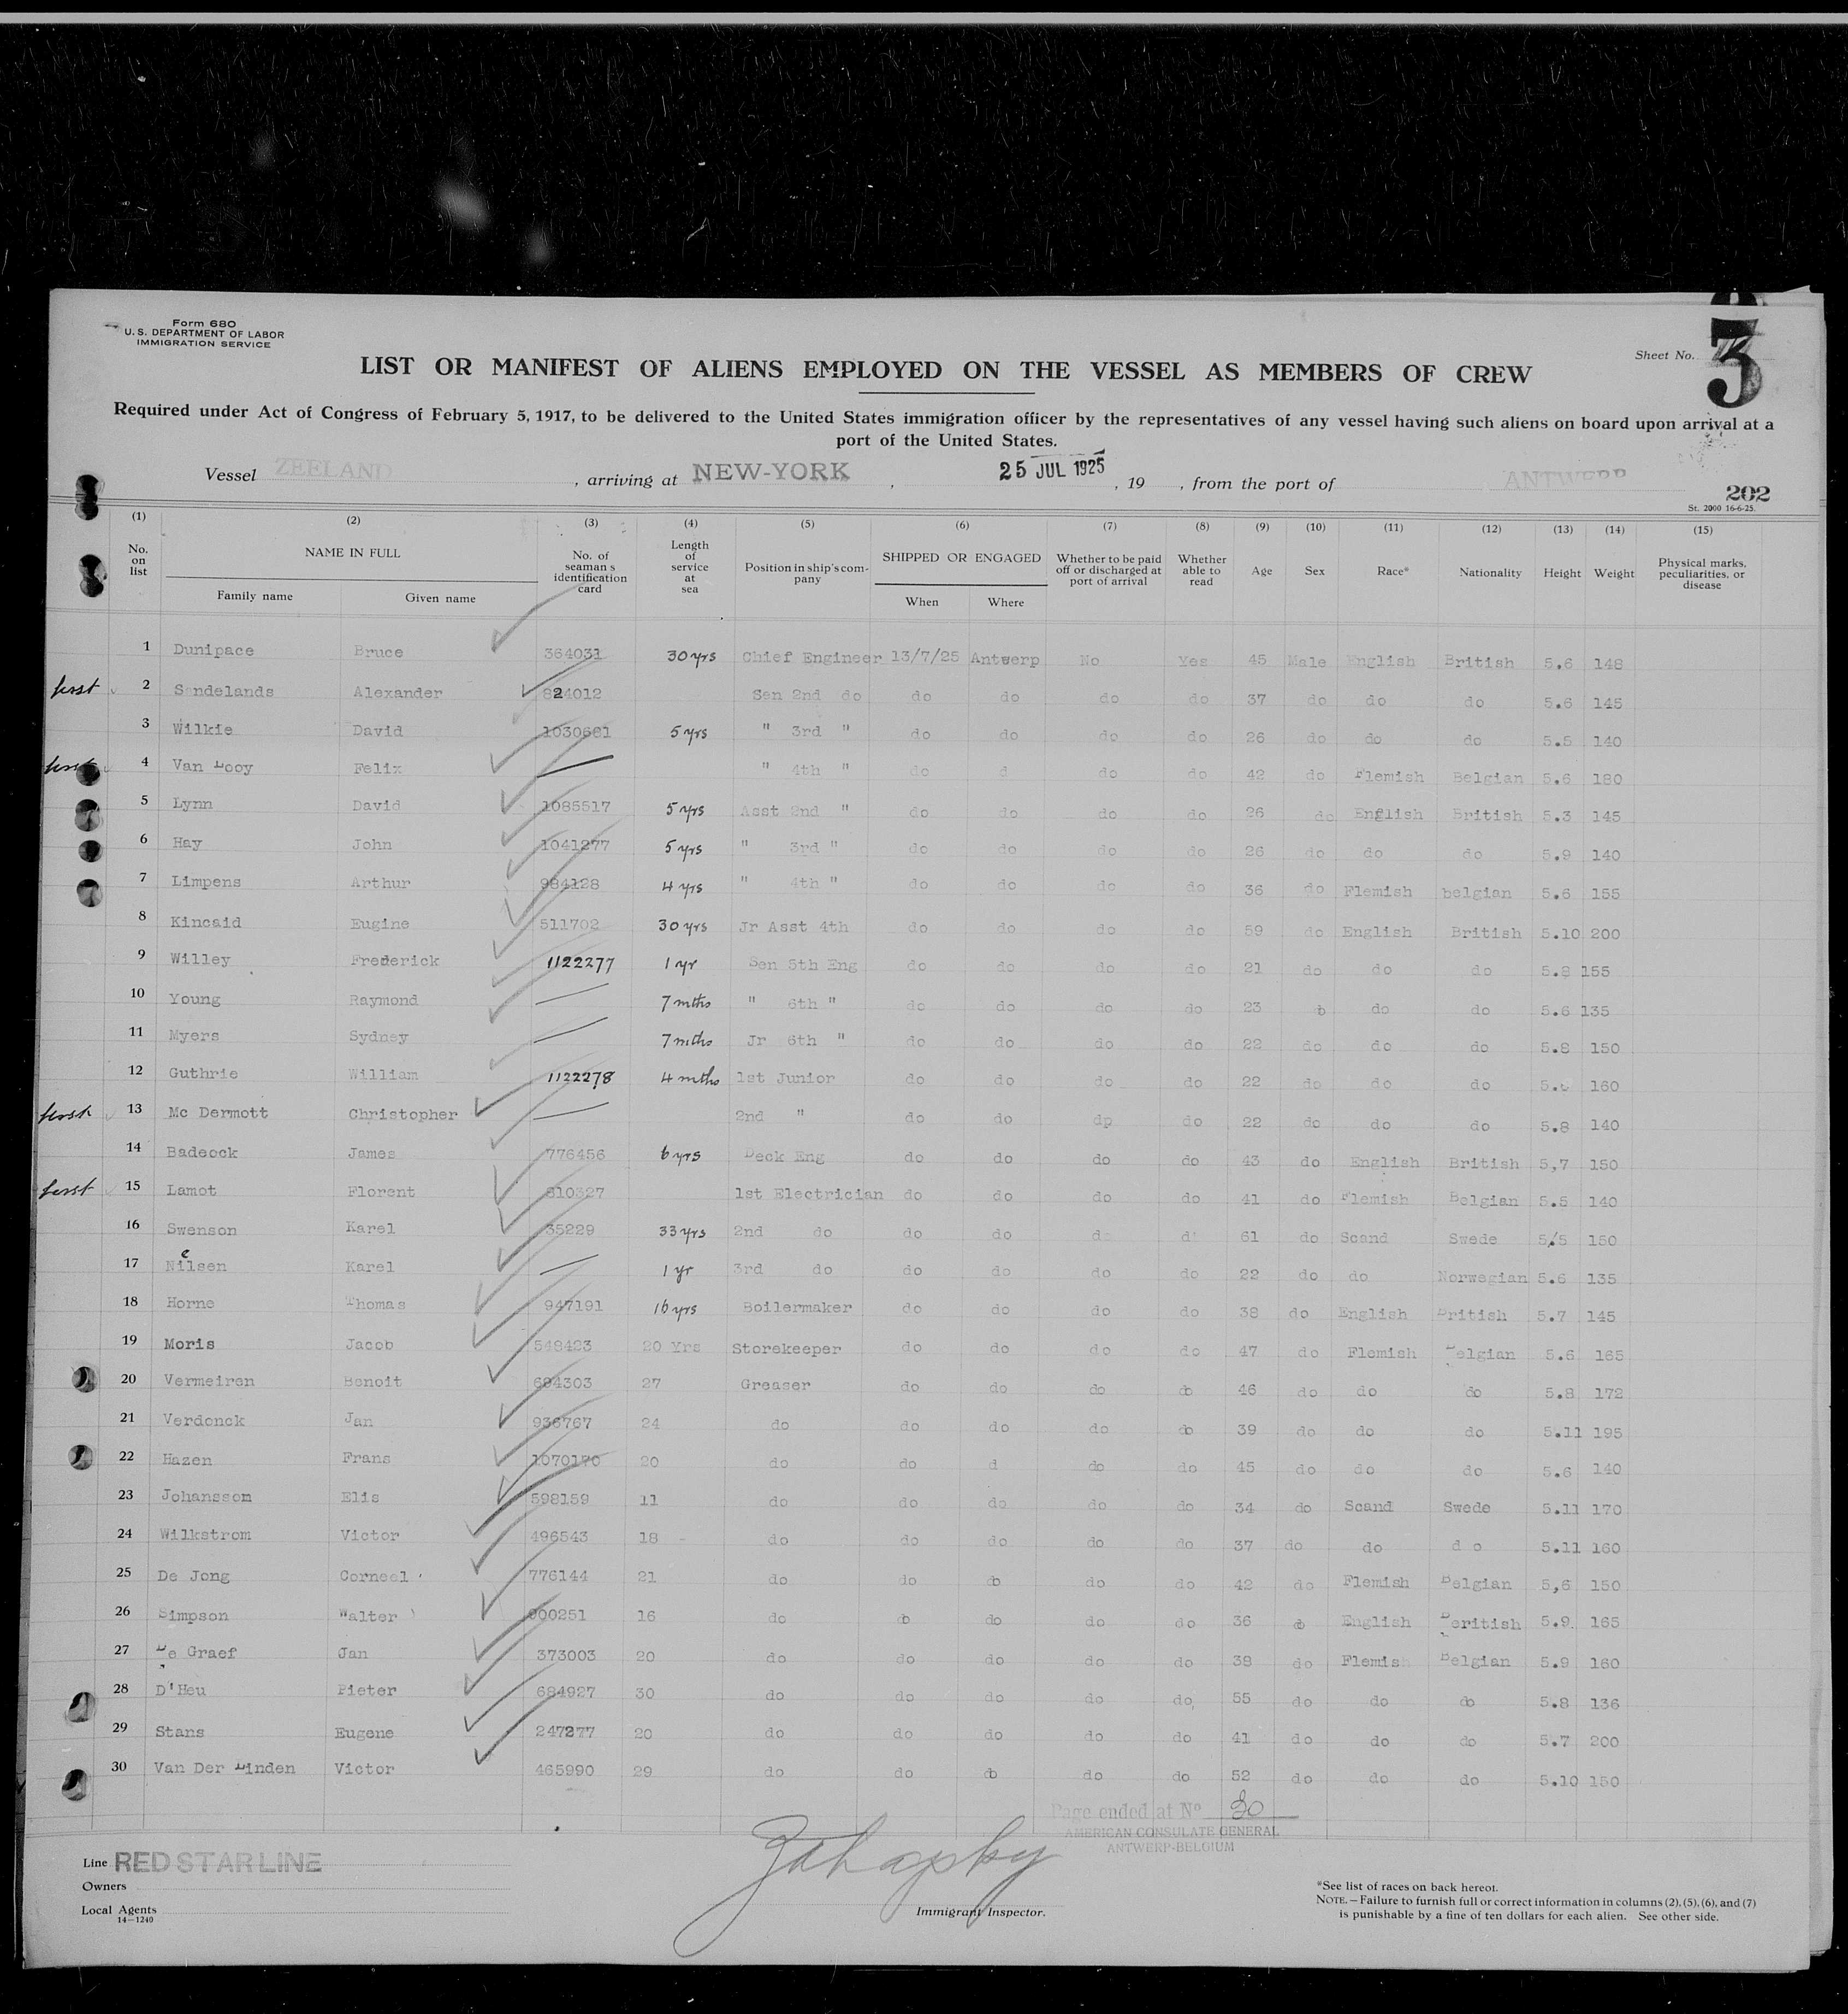 Form 680
U. S. DEPARTMENT OF LABOR
IMMIGRATION SERVICE
Sheet No. 3
LIST OR MANIFEST OF ALIENS EMPLOYED ON THE VESSEL AS MEMBERS OF CREW
Required under Act of Congress of February 5, 1917, to be delivered to the United States immigration officer by the representatives of any vessel having such aliens on board upon arrival at a
port of the United States.
Vessel ZEELAND , arriving at NEW-YORK , 25 JUL 1925 , 19 , from the port of ANTWERP
202
St. 2000 16-6-25.
(1) (2) (3) (4) (5) (6) (7) (8) (9) (10) (11) (12) (13) (14) (15)
No. on list NAME IN FULL Family name Given name No. of seaman s identification card Length of service at sea Position in ship's company SHIPPED OR ENGAGED When Where Whether to be paid off or discharged at port of arrival Whether able to read Age Sex Race* Nationality Height Weight Physical marks, peculiarities, or disease
1 Dunipace Bruce 364031 30 yrs Chief Engineer 13/7/25 Antwerp No Yes 45 Male English British 5.6 148
first 2 Sandelands Alexander 824012 Sen 2nd do do do do do 37 do do do 5.6 145
3 Wilkie David 1030681 5 yrs " 3rd " do do do do 26 do do do 5.5 140
first 4 Van Looy Felix — " 4th " do d do do 42 do Flemish Belgian 5.6 180
5 Lynn David 1085517 5 yrs Asst 2nd " do do do do 26 do English British 5.3 145
6 Hay John 1041277 5 yrs " 3rd " do do do do 26 do do do 5.9 140
7 Limpens Arthur 984128 4 yrs " 4th " do do do do 36 do Flemish belgian 5.6 155
8 Kincaid Eugine 511702 30 yrs Jr Asst 4th do do do do 59 do English British 5.10 200
9 Willey Frederick 1122277 1 yr Sen 5th Eng do do do do 21 do do do 5.8 155
10 Young Raymond — 7 mths " 6th " do do do do 23 do do do 5.6 135
11 Myers Sydney — 7 mths Jr 6th " do do do do 22 do do do 5.8 150
12 Guthrie William 1122278 4 mths 1st Junior do do do do 22 do do do 160
first 13 Mc Dermott Christopher — 2nd " do do dp do 22 do do do 5.8 140
14 Badeock James 776456 6 yrs Deck Eng do do do do 43 do English British 5,7 150
first 15 Lamot Florent 810327 1st Electrician do do do do 41 do Flemish Belgian 5.5 140
16 Swenson Karel 35229 33 yrs 2nd do do do do d 61 do Scand Swede 5/5 150
17 Nilsen Karel — 1 yr 3rd do do do do do 22 do do Norwegian 5.6 135
18 Horne Thomas 947191 16 yrs Boilermaker do do do do 38 do English British 5.7 145
19 Moris Jacob 548423 20 Yrs Storekeeper do do do do 47 do Flemish Belgian 5.6 165
20 Vermeiren Benoit 684303 27 Greaser do do do do 46 do do do 5.8 172
21 Verdonck Jan 936767 24 do do do do do 39 do do do 5.11 195
22 Hazen Frans 1070170 20 do do d do do 45 do do do 5.6 140
23 Johanssom Elis 598159 11 do do do do do 34 do Scand Swede 5.11 170
24 Wilkstrom Victor 496543 18 do do do do do 37 do do d o 5.11 160
25 De Jong Corneel 776144 21 do do do do do 42 do Flemish Belgian 5,6 150
26 Simpson Walter 900251 16 do do do do do 36 do English Beritish 5.9 165
27 De Graef Jan 373003 20 do do do do do 38 do Flemis Belgian 5.9 160
28 D'Heu Pieter 684927 30 do do do do do 55 do do do 5.8 136
29 Stans Eugene 247277 20 do do do do do 41 do do do 5.7 200
30 Van Der Linden Victor 465990 29 do do do do do 52 do do do 5.10 150
Page ended at Nº 30
AMERICAN CONSULATE GENERAL
ANTWERP-BELGIUM
Line RED STAR LINE
Owners
Local Agents
14—1240
Immigrant Inspector.
*See list of races on back hereof.
NOTE.—Failure to furnish full or correct information in columns (2), (5), (6), and (7)
is punishable by a fine of ten dollars for each alien. See other side.